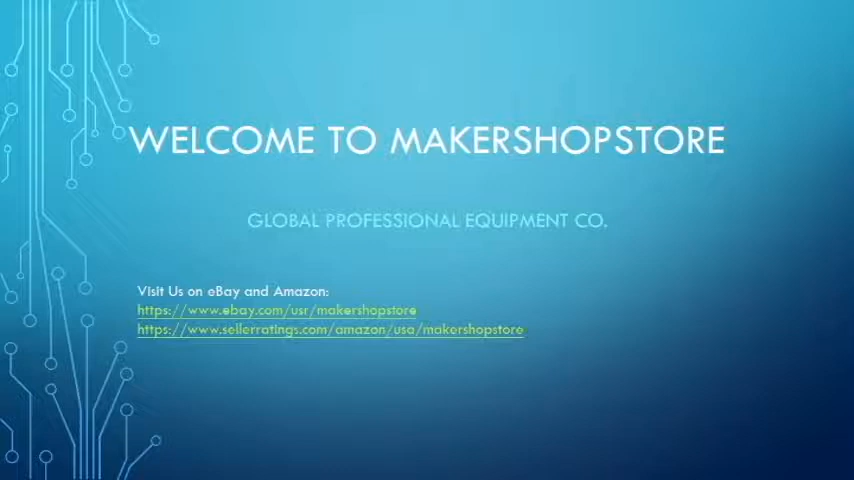 WELCOME TO MAKERSHOPSTORE
GLOBAL PROFESSIONAL EQUIPMENT CO.
Visit Us on eBay and Amazon:
https://www.ebay.com/usr/makershopstore
https://www.sellerratings.com/amazon/usa/makershopstore